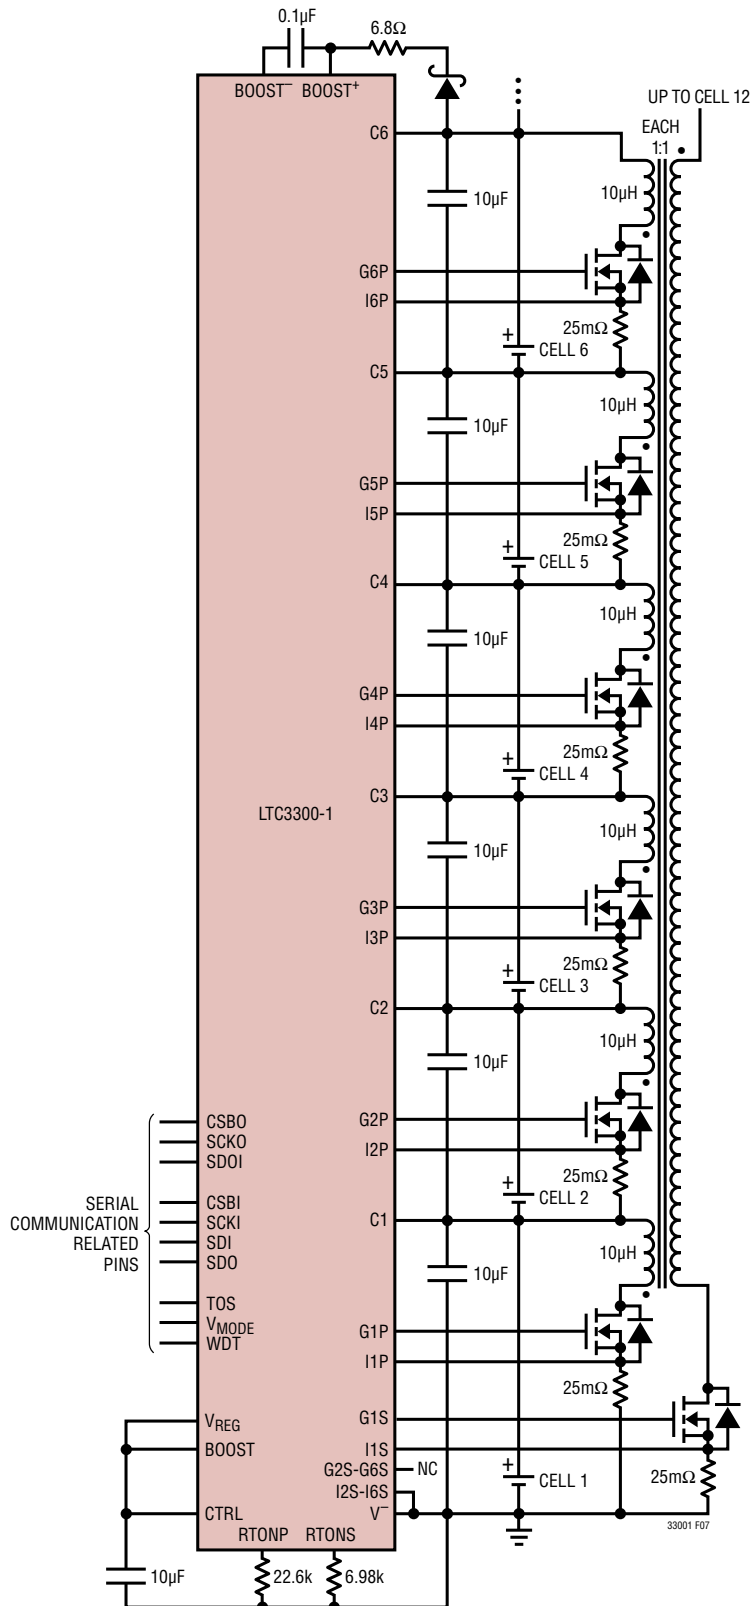 0.1µF
6.8Ω
BOOST⁻ BOOST⁺
UP TO CELL 12
C6
EACH
1:1
10µH
10µF
G6P
I6P
25mΩ
+
CELL 6
C5
10µH
10µF
G5P
I5P
25mΩ
+
CELL 5
C4
10µH
10µF
G4P
I4P
25mΩ
+
CELL 4
C3
LTC3300-1
10µH
10µF
G3P
I3P
25mΩ
+
CELL 3
C2
10µH
10µF
CSBO
G2P
SCKO
I2P
SDOI
25mΩ
+
CELL 2
SERIAL
COMMUNICATION
RELATED
PINS
CSBI
SCKI
SDI
SDO
C1
10µH
10µF
TOS
VMODE
WDT
G1P
I1P
25mΩ
VREG
G1S
BOOST
I1S
G2S-G6S
NC
+
CELL 1
25mΩ
I2S-I6S
CTRL
V⁻
33001 F07
RTONP RTONS
10µF
22.6k
6.98k